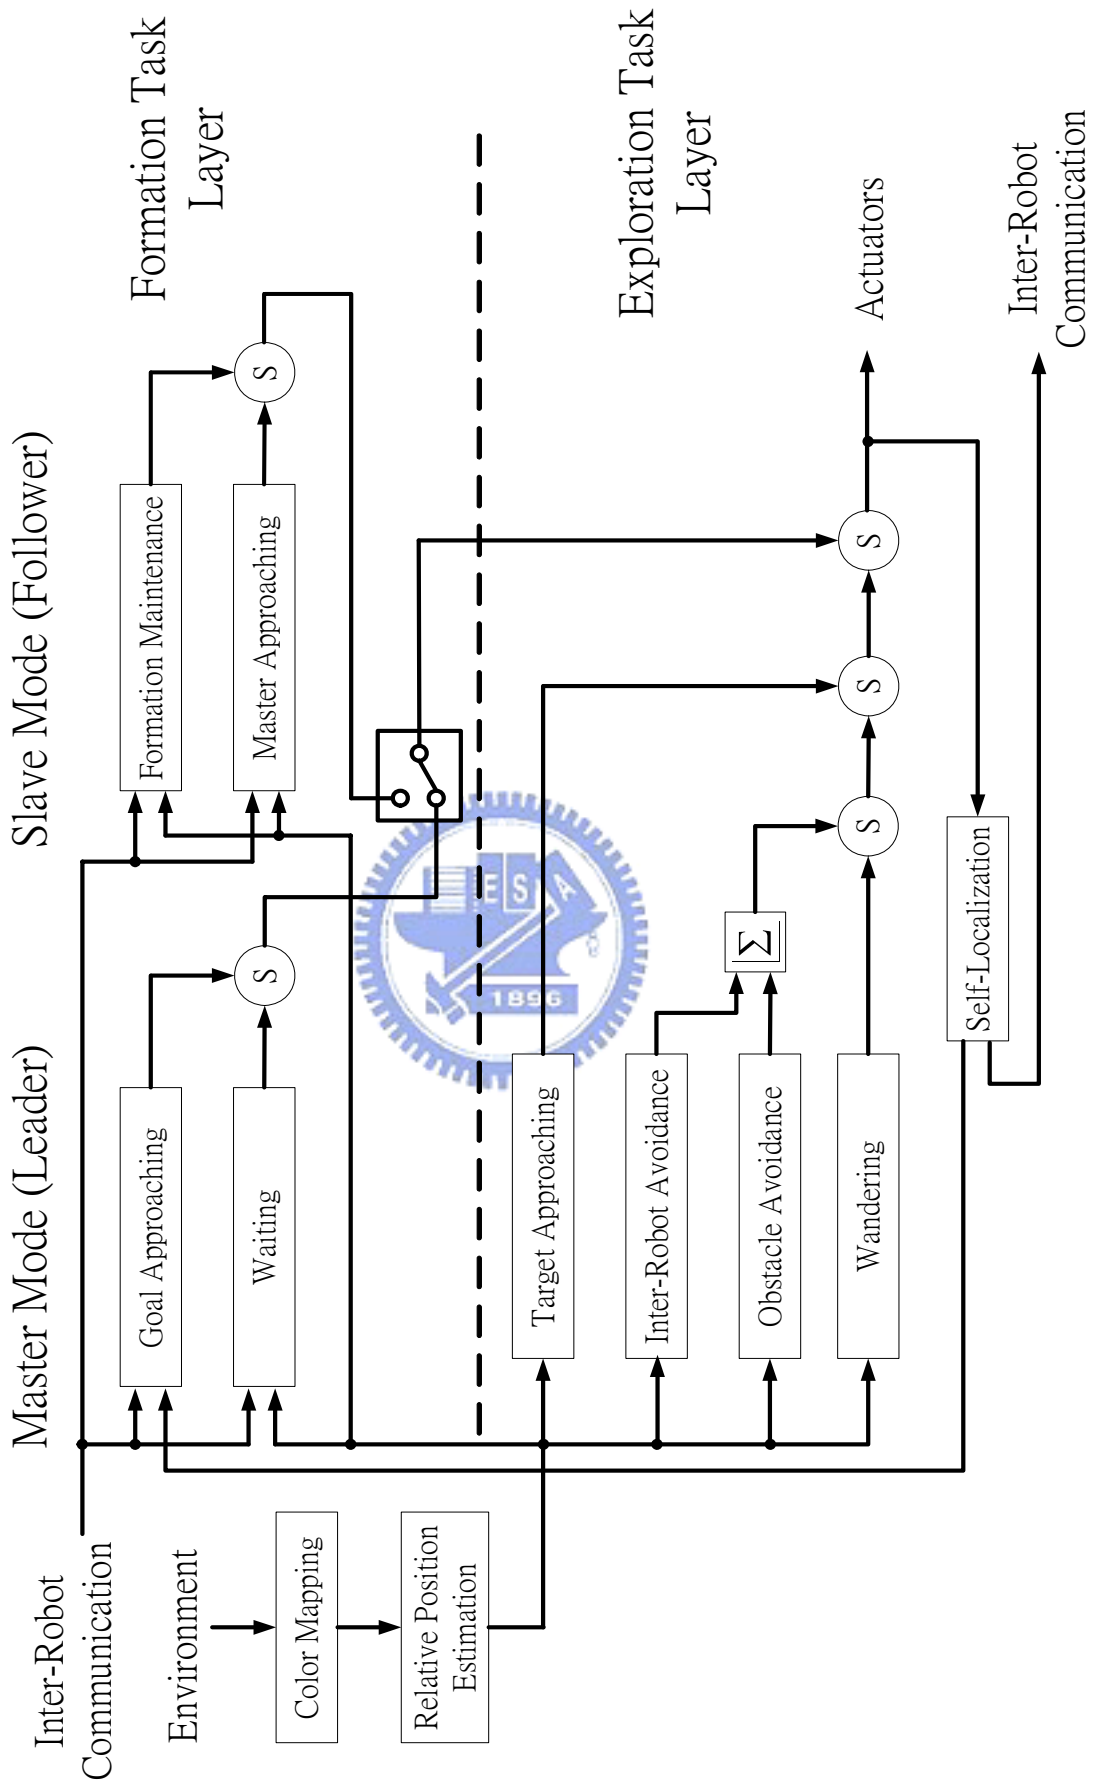 Master Mode (Leader)
Slave Mode (Follower)
Inter-Robot
Communication
Environment
Color Mapping
Relative Position
Estimation
Goal Approaching
Waiting
S
Formation Maintenance
Master Approaching
S
Formation Task
Layer
Target Approaching
Inter-Robot Avoidance
Obstacle Avoidance
Wandering
Σ
S
S
S
Exploration Task
Layer
Actuators
Self-Localization
Inter-Robot
Communication
E S A
1896